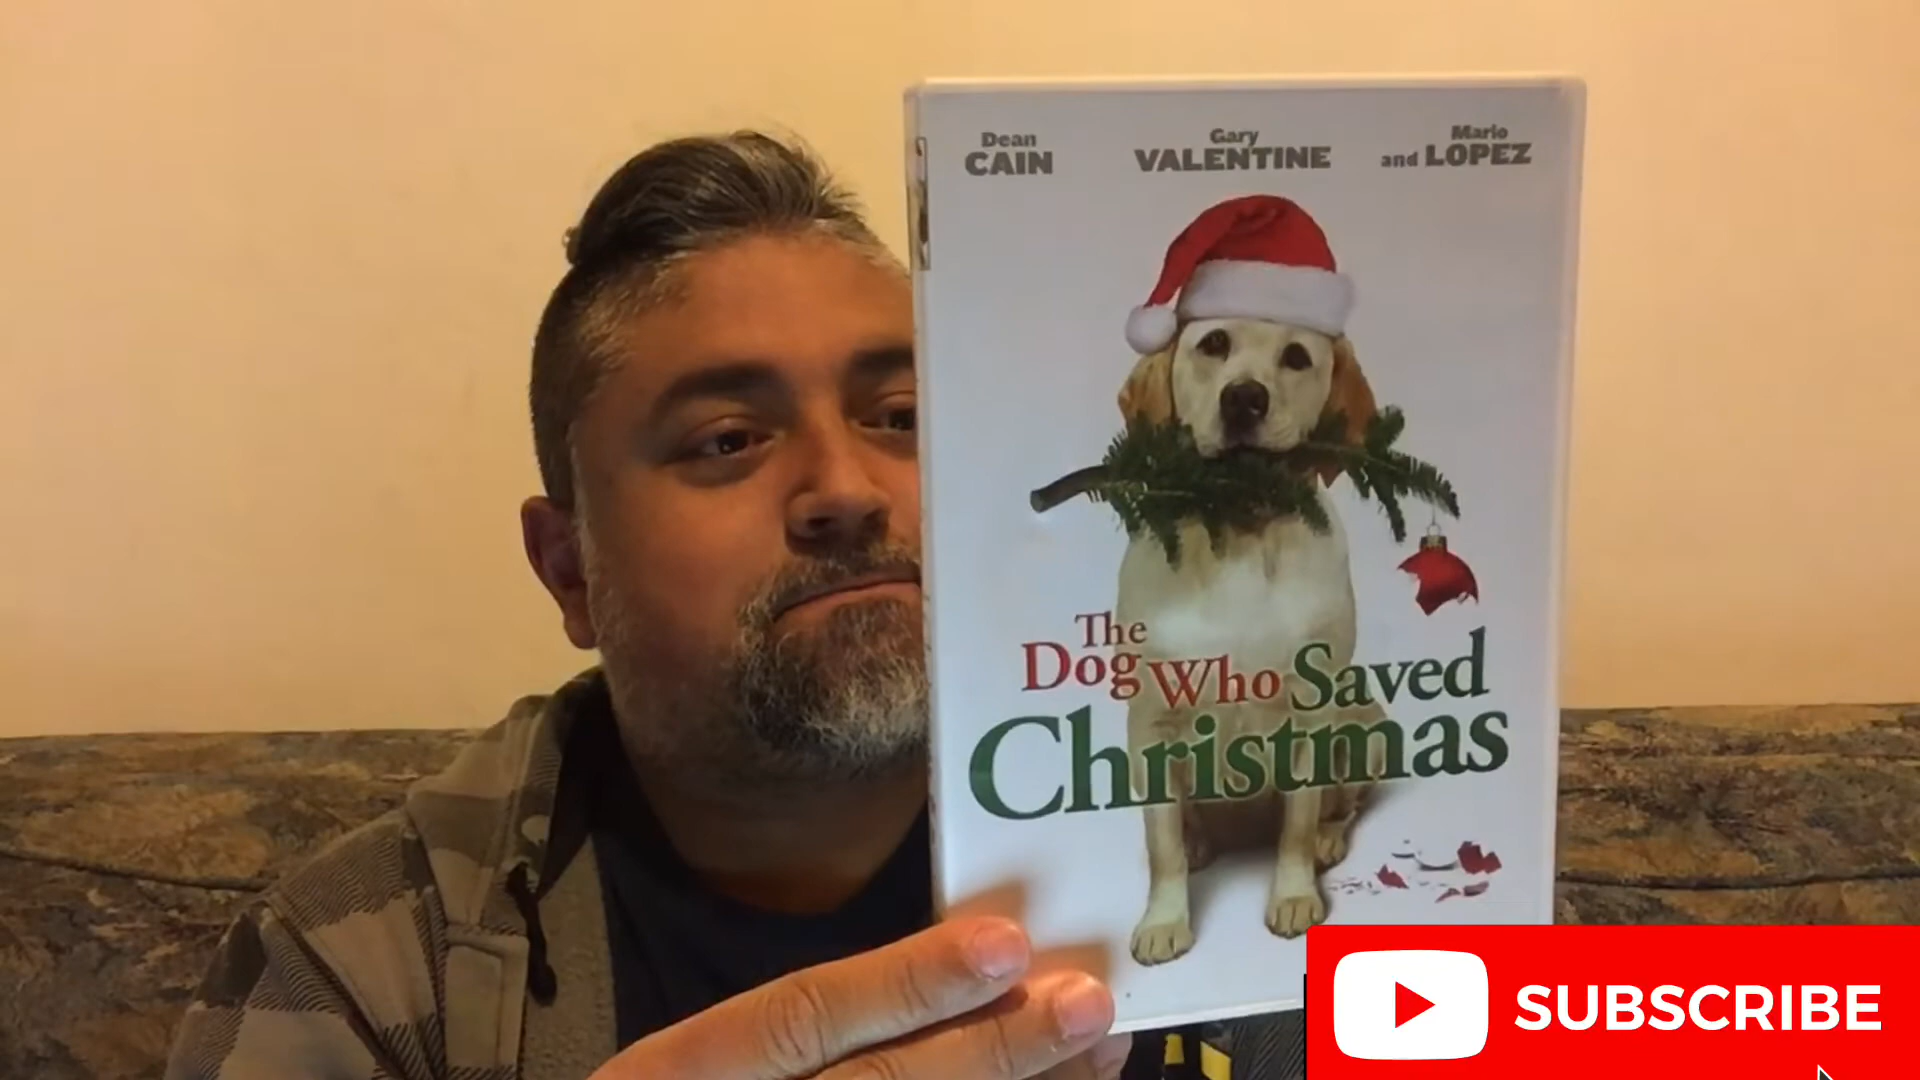 Dean
CAIN
Gary
VALENTINE
Mario
and LOPEZ
The
Dog Who Saved
Christmas
SUBSCRIBE